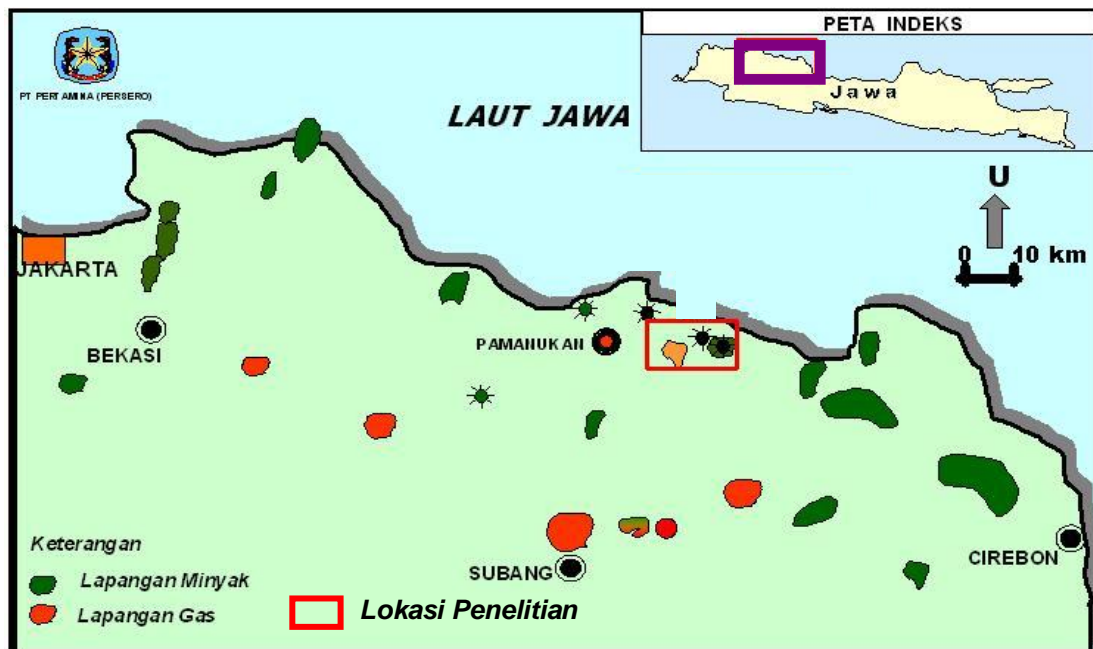 PETA INDEKS
Jawa
PT PERTAMINA (PERSERO)
LAUT JAWA
U
0 10 km
JAKARTA
BEKASI
PAMANUKAN
SUBANG
CIREBON
Keterangan
Lapangan Minyak
Lapangan Gas
Lokasi Penelitian